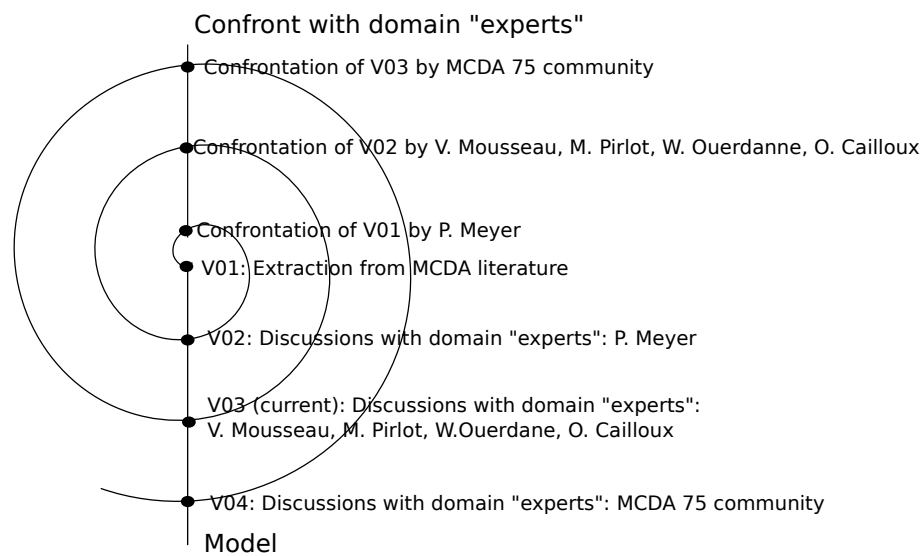 Confront with domain "experts"
Confrontation of V03 by MCDA 75 community
Confrontation of V02 by V. Mousseau, M. Pirlot, W. Ouerdanne, O. Cailloux
Confrontation of V01 by P. Meyer
V01: Extraction from MCDA literature
V02: Discussions with domain "experts": P. Meyer
V03 (current): Discussions with domain "experts":
V. Mousseau, M. Pirlot, W.Ouerdane, O. Cailloux
V04: Discussions with domain "experts": MCDA 75 community
Model